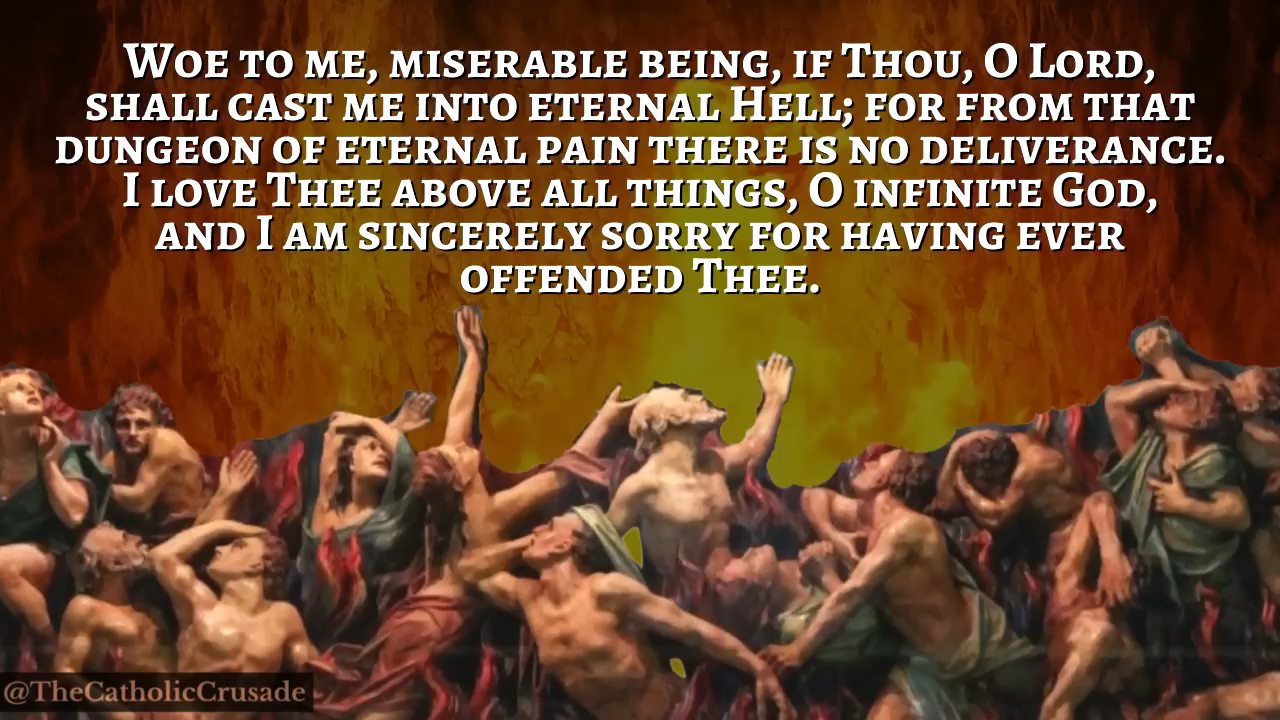 Woe to me, miserable being, if Thou, O Lord,
shall cast me into eternal Hell; for from that
dungeon of eternal pain there is no deliverance.
I love Thee above all things, O infinite God,
and I am sincerely sorry for having ever
offended Thee.
@TheCatholicCrusade